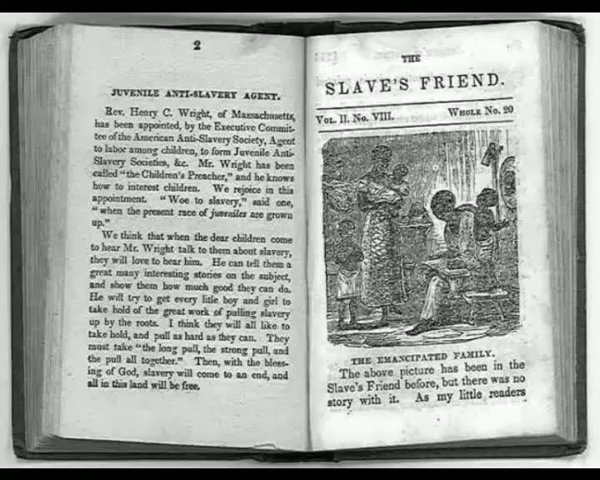 2
JUVENILE ANTI-SLAVERY AGENT.
Rev. Henry C. Wright, of Massachusetts,
has been appointed, by the Executive Commit-
tee of the American Anti-Slavery Society, Agent
to labor among children, to form Juvenile Anti-
Slavery Societies, &c. Mr. Wright has been
called "the Children's Preacher," and he knows
how to interest children. We rejoice in this
appointment. "Woe to slavery," said one,
"when the present race of juveniles are grown
up."
We think that when the dear children come
to hear Mr. Wright talk to them about slavery,
they will love to hear him. He can tell them a
great many interesting stories on the subject,
and show them how much good they can do.
He will try to get every little boy and girl to
take hold of the great work of pulling slavery
up by the roots. I think they will all like to
take hold, and pull as hard as they can. They
must take "the long pull, the strong pull, and
the pull all together." Then, with the bless-
ing of God, slavery will come to an end, and
all in this land will be free.
THE
SLAVE'S FRIEND.
Vol. II. No. VIII. Whole No. 20
THE EMANCIPATED FAMILY.
The above picture has been in the
Slave's Friend before, but there was no
story with it. As my little readers